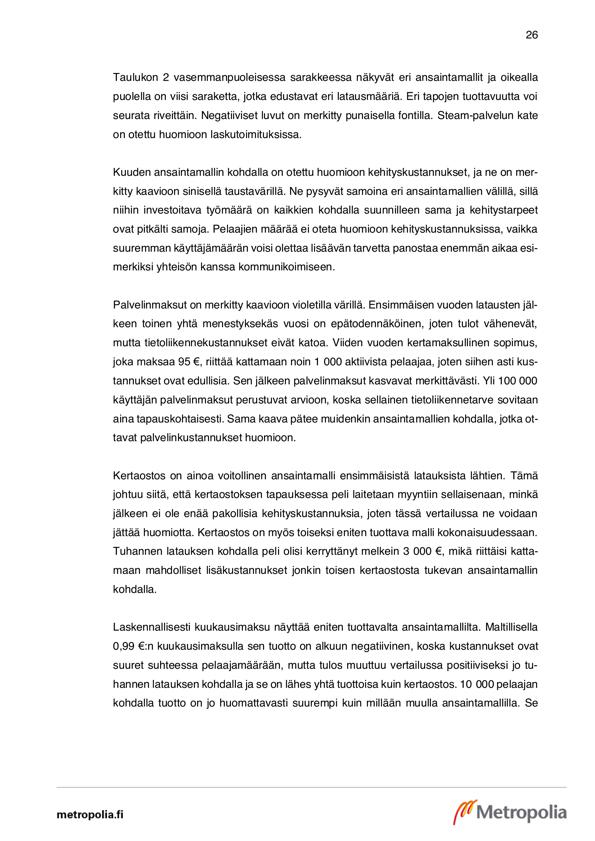 26
Taulukon 2 vasemmanpuoleisessa sarakkeessa näkyvät eri ansaintamallit ja oikealla
puolella on viisi saraketta, jotka edustavat eri latausmääriä. Eri tapojen tuottavuutta voi
seurata riveittäin. Negatiiviset luvut on merkitty punaisella fontilla. Steam-palvelun kate
on otettu huomioon laskutoimituksissa.
Kuuden ansaintamallin kohdalla on otettu huomioon kehityskustannukset, ja ne on mer-
kitty kaavioon sinisellä taustavärillä. Ne pysyvät samoina eri ansaintamallien välillä, sillä
niihin investoitava työmäärä on kaikkien kohdalla suunnilleen sama ja kehitystarpeet
ovat pitkälti samoja. Pelaajien määrää ei oteta huomioon kehityskustannuksissa, vaikka
suuremman käyttäjämäärän voisi olettaa lisäävän tarvetta panostaa enemmän aikaa esi-
merkiksi yhteisön kanssa kommunikoimiseen.
Palvelinmaksut on merkitty kaavioon violetilla värillä. Ensimmäisen vuoden latausten jäl-
keen toinen yhtä menestyksekäs vuosi on epätodennäköinen, joten tulot vähenevät,
mutta tietoliikennekustannukset eivät katoa. Viiden vuoden kertamaksullinen sopimus,
joka maksaa 95 €, riittää kattamaan noin 1 000 aktiivista pelaajaa, joten siihen asti kus-
tannukset ovat edullisia. Sen jälkeen palvelinmaksut kasvavat merkittävästi. Yli 100 000
käyttäjän palvelinmaksut perustuvat arvioon, koska sellainen tietoliikennetarve sovitaan
aina tapauskohtaisesti. Sama kaava pätee muidenkin ansaintamallien kohdalla, jotka ot-
tavat palvelinkustannukset huomioon.
Kertaostos on ainoa voitollinen ansaintamalli ensimmäisistä latauksista lähtien. Tämä
johtuu siitä, että kertaostoksen tapauksessa peli laitetaan myyntiin sellaisenaan, minkä
jälkeen ei ole enää pakollisia kehityskustannuksia, joten tässä vertailussa ne voidaan
jättää huomiotta. Kertaostos on myös toiseksi eniten tuottava malli kokonaisuudessaan.
Tuhannen latauksen kohdalla peli olisi kerryttänyt melkein 3 000 €, mikä riittäisi katta-
maan mahdolliset lisäkustannukset jonkin toisen kertaostosta tukevan ansaintamallin
kohdalla.
Laskennallisesti kuukausimaksu näyttää eniten tuottavalta ansaintamallilta. Maltillisella
0,99 €:n kuukausimaksulla sen tuotto on alkuun negatiivinen, koska kustannukset ovat
suuret suhteessa pelaajamäärään, mutta tulos muuttuu vertailussa positiiviseksi jo tu-
hannen latauksen kohdalla ja se on lähes yhtä tuottoisa kuin kertaostos. 10 000 pelaajan
kohdalla tuotto on jo huomattavasti suurempi kuin millään muulla ansaintamallilla. Se
metropolia.fi
Metropolia